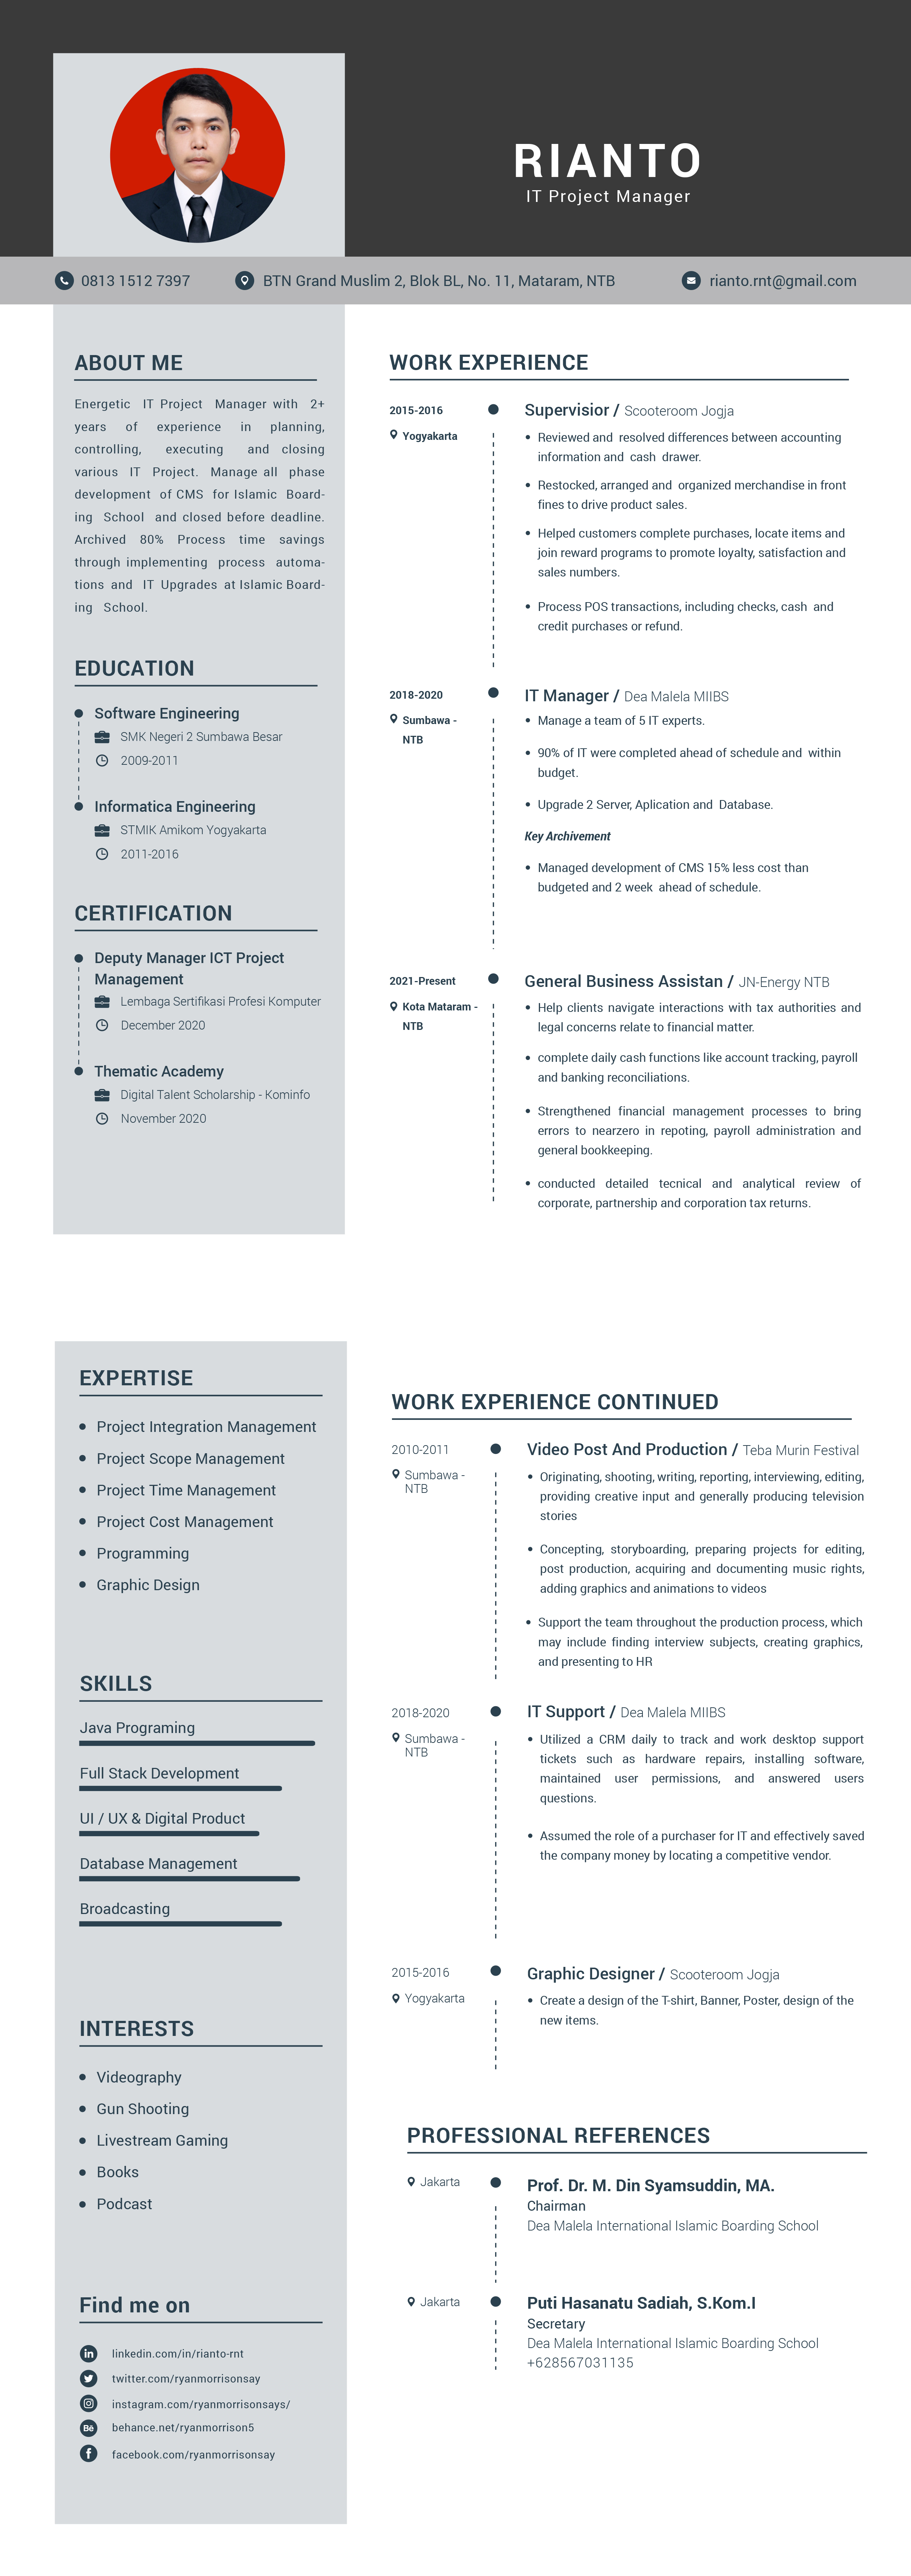 RIANTO
IT Project Manager
0813 1512 7397
BTN Grand Muslim 2, Blok BL, No. 11, Mataram, NTB
rianto.rnt@gmail.com
ABOUT ME
Energetic IT Project Manager with 2+
years of experience in planning,
controlling, executing and closing
various IT Project. Manage all phase
development of CMS for Islamic Board-
ing School and closed before deadline.
Archived 80% Process time savings
through implementing process automa-
tions and IT Upgrades at Islamic Board-
ing School.
EDUCATION
Software Engineering
SMK Negeri 2 Sumbawa Besar
2009-2011
Informatica Engineering
STMIK Amikom Yogyakarta
2011-2016
CERTIFICATION
Deputy Manager ICT Project
Management
Lembaga Sertifikasi Profesi Komputer
December 2020
Thematic Academy
Digital Talent Scholarship - Kominfo
November 2020
WORK EXPERIENCE
2015-2016
Yogyakarta
Supervisior / Scooteroom Jogja
• Reviewed and resolved differences between accounting
information and cash drawer.
• Restocked, arranged and organized merchandise in front
fines to drive product sales.
• Helped customers complete purchases, locate items and
join reward programs to promote loyalty, satisfaction and
sales numbers.
• Process POS transactions, including checks, cash and
credit purchases or refund.
2018-2020
Sumbawa -
NTB
IT Manager / Dea Malela MIIBS
• Manage a team of 5 IT experts.
• 90% of IT were completed ahead of schedule and within
budget.
• Upgrade 2 Server, Aplication and Database.
Key Archivement
• Managed development of CMS 15% less cost than
budgeted and 2 week ahead of schedule.
2021-Present
Kota Mataram -
NTB
General Business Assistan / JN-Energy NTB
• Help clients navigate interactions with tax authorities and
legal concerns relate to financial matter.
• complete daily cash functions like account tracking, payroll
and banking reconciliations.
• Strengthened financial management processes to bring
errors to nearzero in repoting, payroll administration and
general bookkeeping.
• conducted detailed tecnical and analytical review of
corporate, partnership and corporation tax returns.
EXPERTISE
• Project Integration Management
• Project Scope Management
• Project Time Management
• Project Cost Management
• Programming
• Graphic Design
SKILLS
Java Programing
Full Stack Development
UI / UX & Digital Product
Database Management
Broadcasting
INTERESTS
• Videography
• Gun Shooting
• Livestream Gaming
• Books
• Podcast
Find me on
linkedin.com/in/rianto-rnt
twitter.com/ryanmorrisonsay
instagram.com/ryanmorrisonsays/
behance.net/ryanmorrison5
facebook.com/ryanmorrisonsay
WORK EXPERIENCE CONTINUED
2010-2011
Sumbawa -
NTB
Video Post And Production / Teba Murin Festival
• Originating, shooting, writing, reporting, interviewing, editing,
providing creative input and generally producing television
stories
• Concepting, storyboarding, preparing projects for editing,
post production, acquiring and documenting music rights,
adding graphics and animations to videos
• Support the team throughout the production process, which
may include finding interview subjects, creating graphics,
and presenting to HR
2018-2020
Sumbawa -
NTB
IT Support / Dea Malela MIIBS
• Utilized a CRM daily to track and work desktop support
tickets such as hardware repairs, installing software,
maintained user permissions, and answered users
questions.
• Assumed the role of a purchaser for IT and effectively saved
the company money by locating a competitive vendor.
2015-2016
Yogyakarta
Graphic Designer / Scooteroom Jogja
• Create a design of the T-shirt, Banner, Poster, design of the
new items.
PROFESSIONAL REFERENCES
Jakarta
Prof. Dr. M. Din Syamsuddin, MA.
Chairman
Dea Malela International Islamic Boarding School
Jakarta
Puti Hasanatu Sadiah, S.Kom.I
Secretary
Dea Malela International Islamic Boarding School
+628567031135